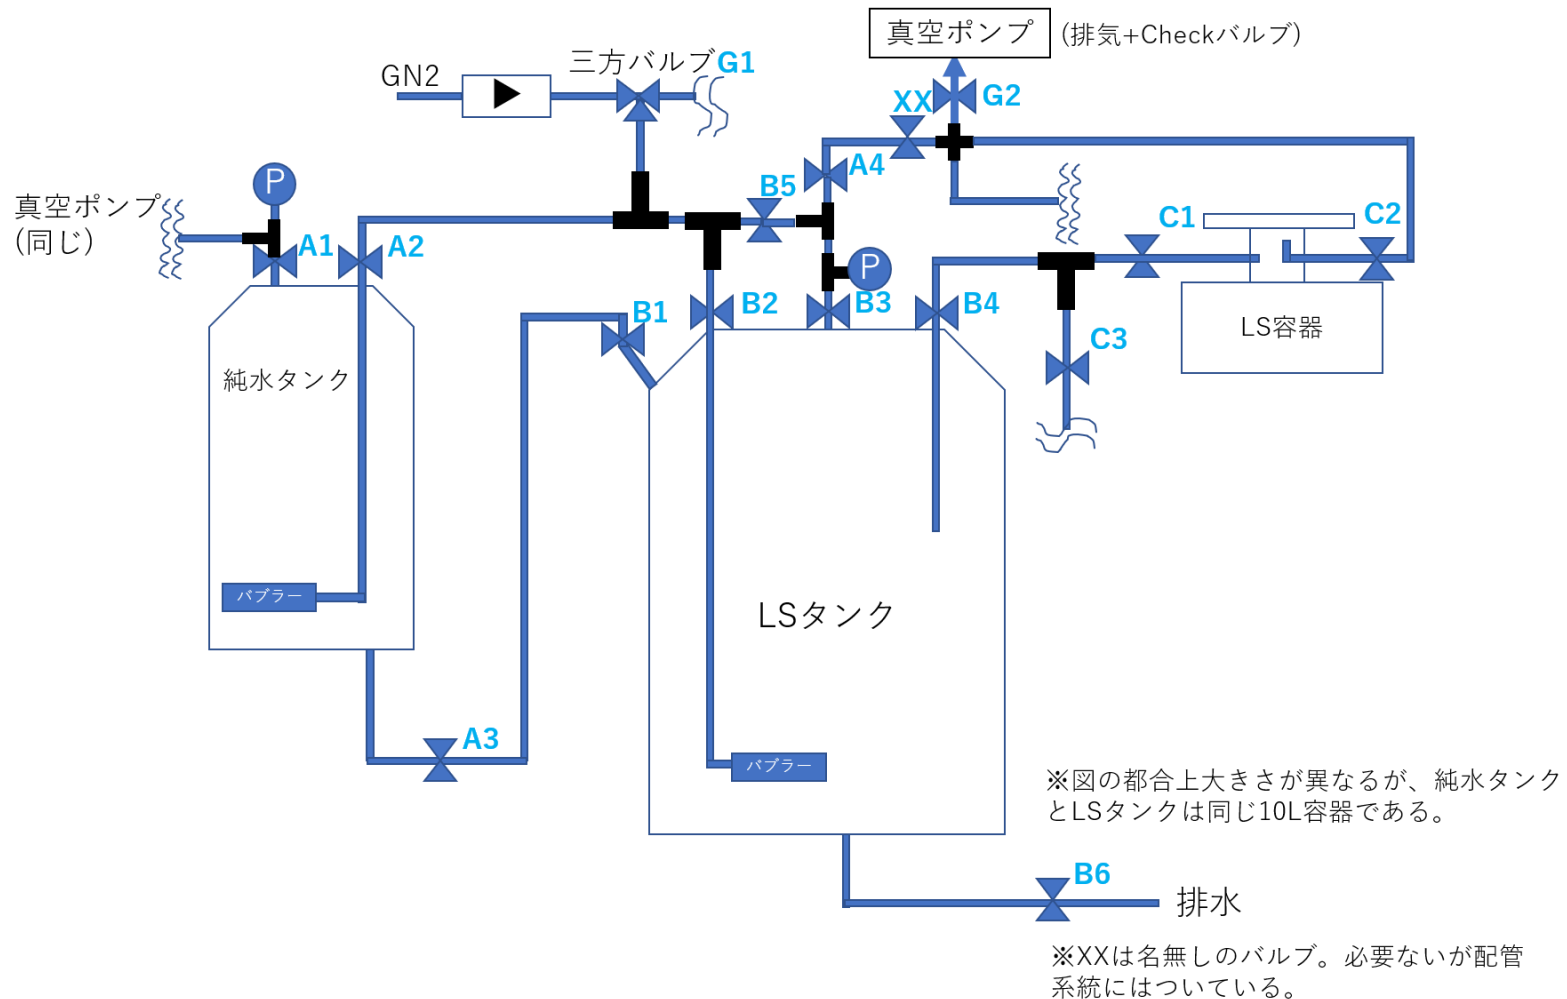 真空ポンプ
(排気+Checkバルブ)
三方バルブG1
GN2
G2
XX
P
A4
B5
真空ポンプ
(同じ)
C1
C2
A1
A2
P
B1
B2
B3
B4
LS容器
C3
純水タンク
バブラー
LSタンク
A3
バブラー
※図の都合上大きさが異なるが、純水タンク
とLSタンクは同じ10L容器である。
B6
排水
※XXは名無しのバルブ。必要ないが配管
系統にはついている。